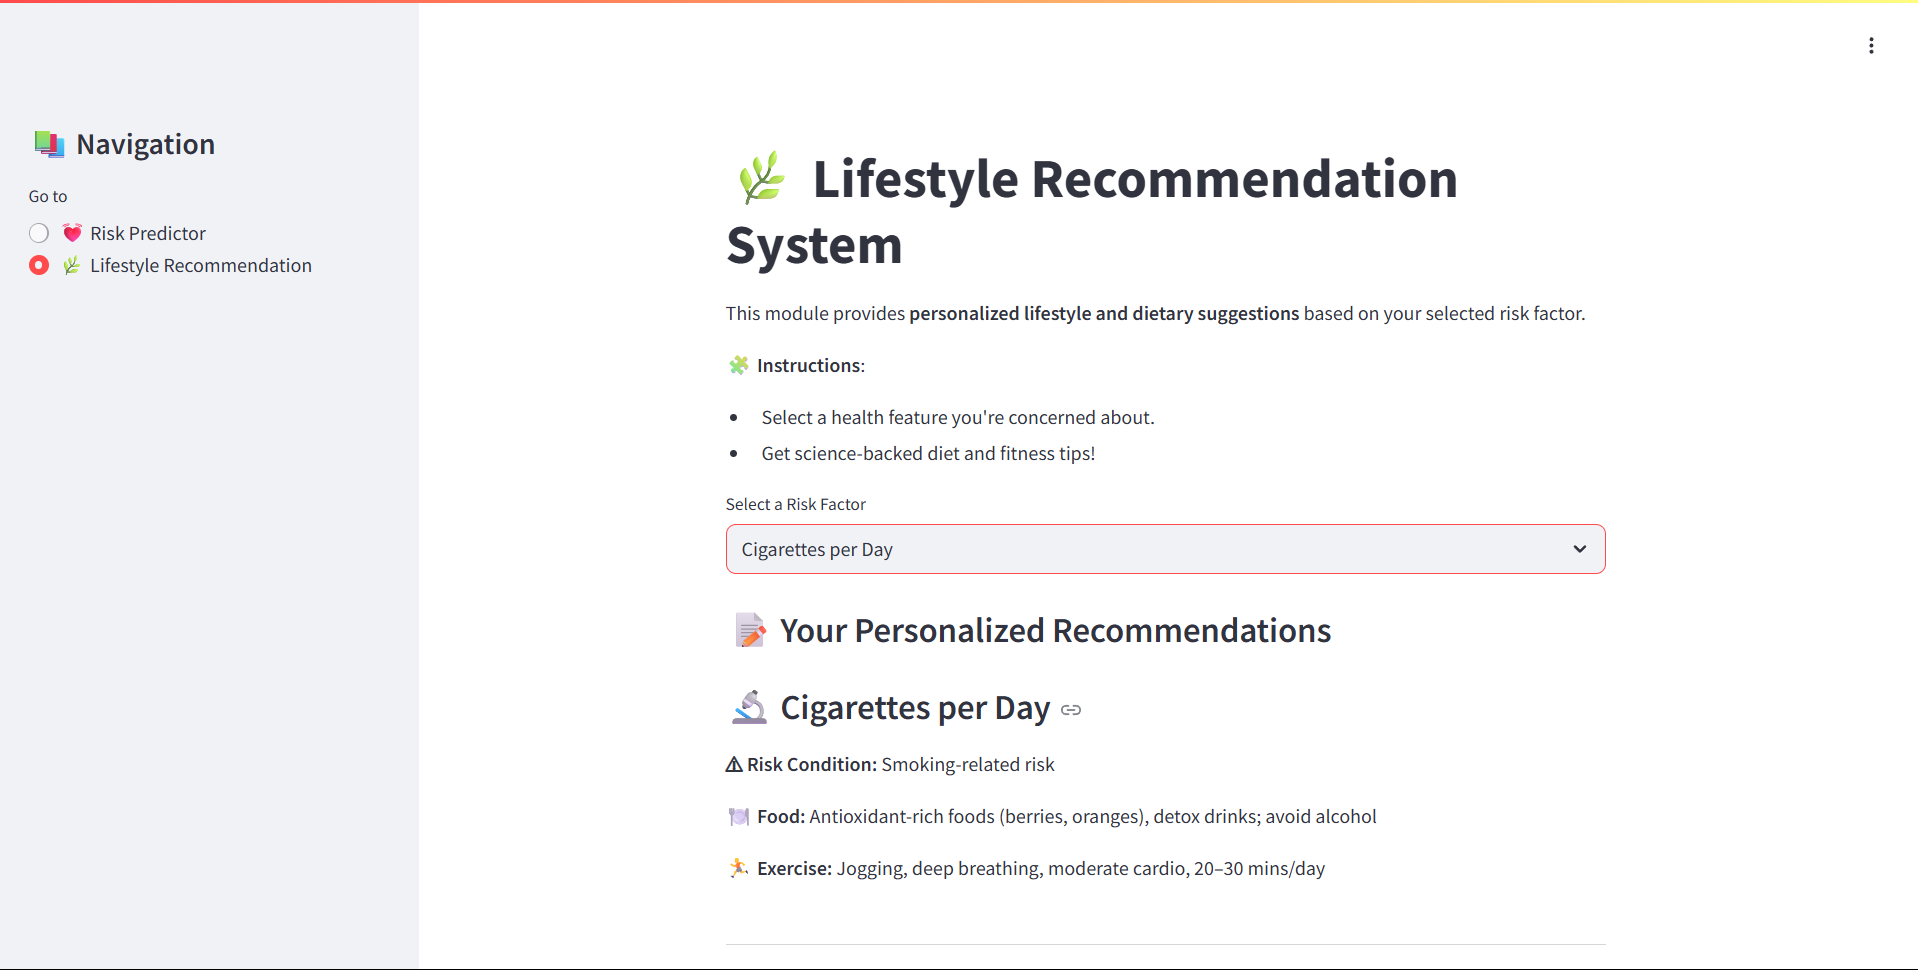 Navigation
Go to
Risk Predictor
Lifestyle Recommendation
Lifestyle Recommendation
System
This module provides personalized lifestyle and dietary suggestions based on your selected risk factor.
Instructions:
Select a health feature you're concerned about.
Get science-backed diet and fitness tips!
Select a Risk Factor
Cigarettes per Day
Your Personalized Recommendations
Cigarettes per Day
Risk Condition: Smoking-related risk
Food: Antioxidant-rich foods (berries, oranges), detox drinks; avoid alcohol
Exercise: Jogging, deep breathing, moderate cardio, 20–30 mins/day